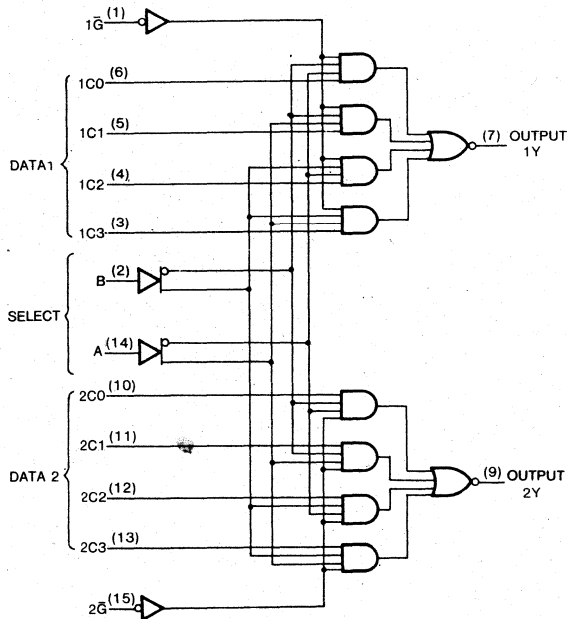 1G̅ (1)
1C0 (6)
1C1 (5)
(7) OUTPUT
1Y
DATA1
1C2 (4)
1C3 (3)
B (2)
SELECT
A (14)
2C0 (10)
2C1 (11)
DATA 2
(9) OUTPUT
2Y
2C2 (12)
2C3 (13)
2G̅ (15)